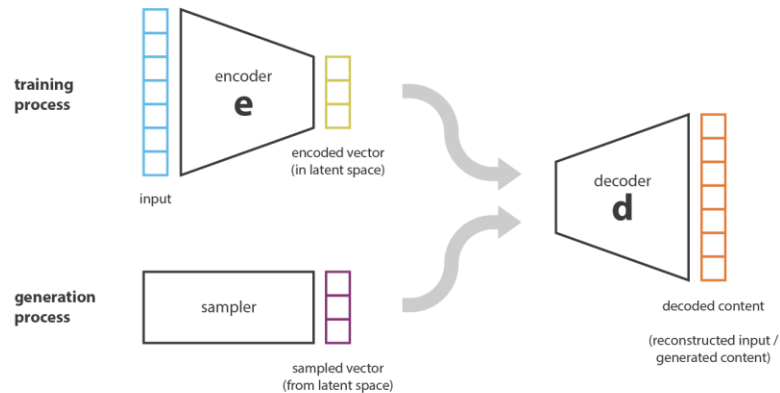 training
process
encoder
e
encoded vector
(in latent space)
input
decoder
d
generation
process
sampler
sampled vector
(from latent space)
decoded content
(reconstructed input /
generated content)